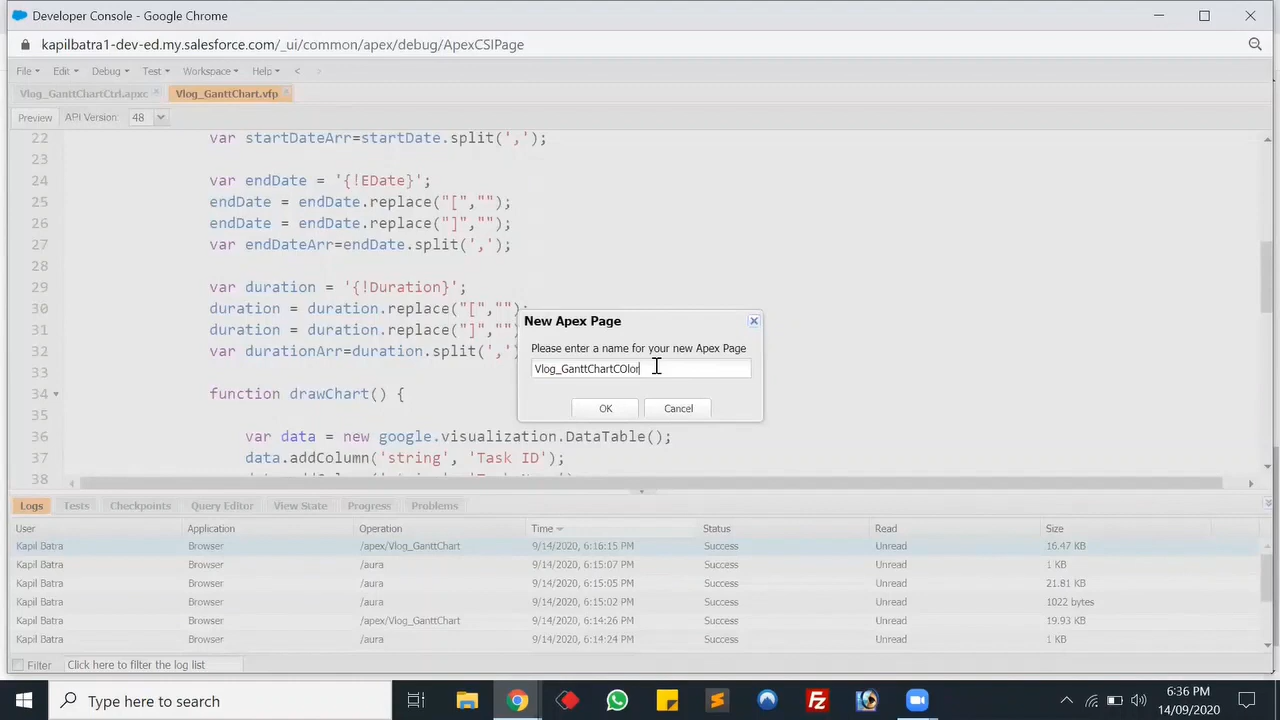 Developer Console - Google Chrome
kapilbatra1-dev-ed.my.salesforce.com/_ui/common/apex/debug/ApexCSIPage
File Edit Debug Test Workspace Help < >
Vlog_GanttChartCtrl.apxc Vlog_GanttChart.vfp
Preview API Version: 48
22 var startDateArr=startDate.split(',');
23
24 var endDate = '{!EDate}';
25 endDate = endDate.replace("[","");
26 endDate = endDate.replace("]","");
27 var endDateArr=endDate.split(',');
28
29 var duration = '{!Duration}';
30 duration = duration.replace("[","");
31 duration = duration.replace("]","")
32 var durationArr=duration.split(',')
34 function drawChart() {
36 var data = new google.visualization.DataTable();
37 data.addColumn('string', 'Task ID');
38
New Apex Page
Please enter a name for your new Apex Page
Vlog_GanttChartCOlor
OK Cancel
Logs Tests Checkpoints Query Editor View State Progress Problems
User Application Operation Time Status Read Size
Kapil Batra Browser /apex/Vlog_GanttChart 9/14/2020, 6:16:15 PM Success Unread 16.47 KB
Kapil Batra Browser /aura 9/14/2020, 6:15:07 PM Success Unread 1 KB
Kapil Batra Browser /aura 9/14/2020, 6:15:05 PM Success Unread 21.81 KB
Kapil Batra Browser /aura 9/14/2020, 6:15:02 PM Success Unread 1022 bytes
Kapil Batra Browser /apex/Vlog_GanttChart 9/14/2020, 6:14:26 PM Success Unread 19.93 KB
Kapil Batra Browser /aura 9/14/2020, 6:14:24 PM Success Unread 1 KB
Filter Click here to filter the log list
Type here to search
6:36 PM
14/09/2020